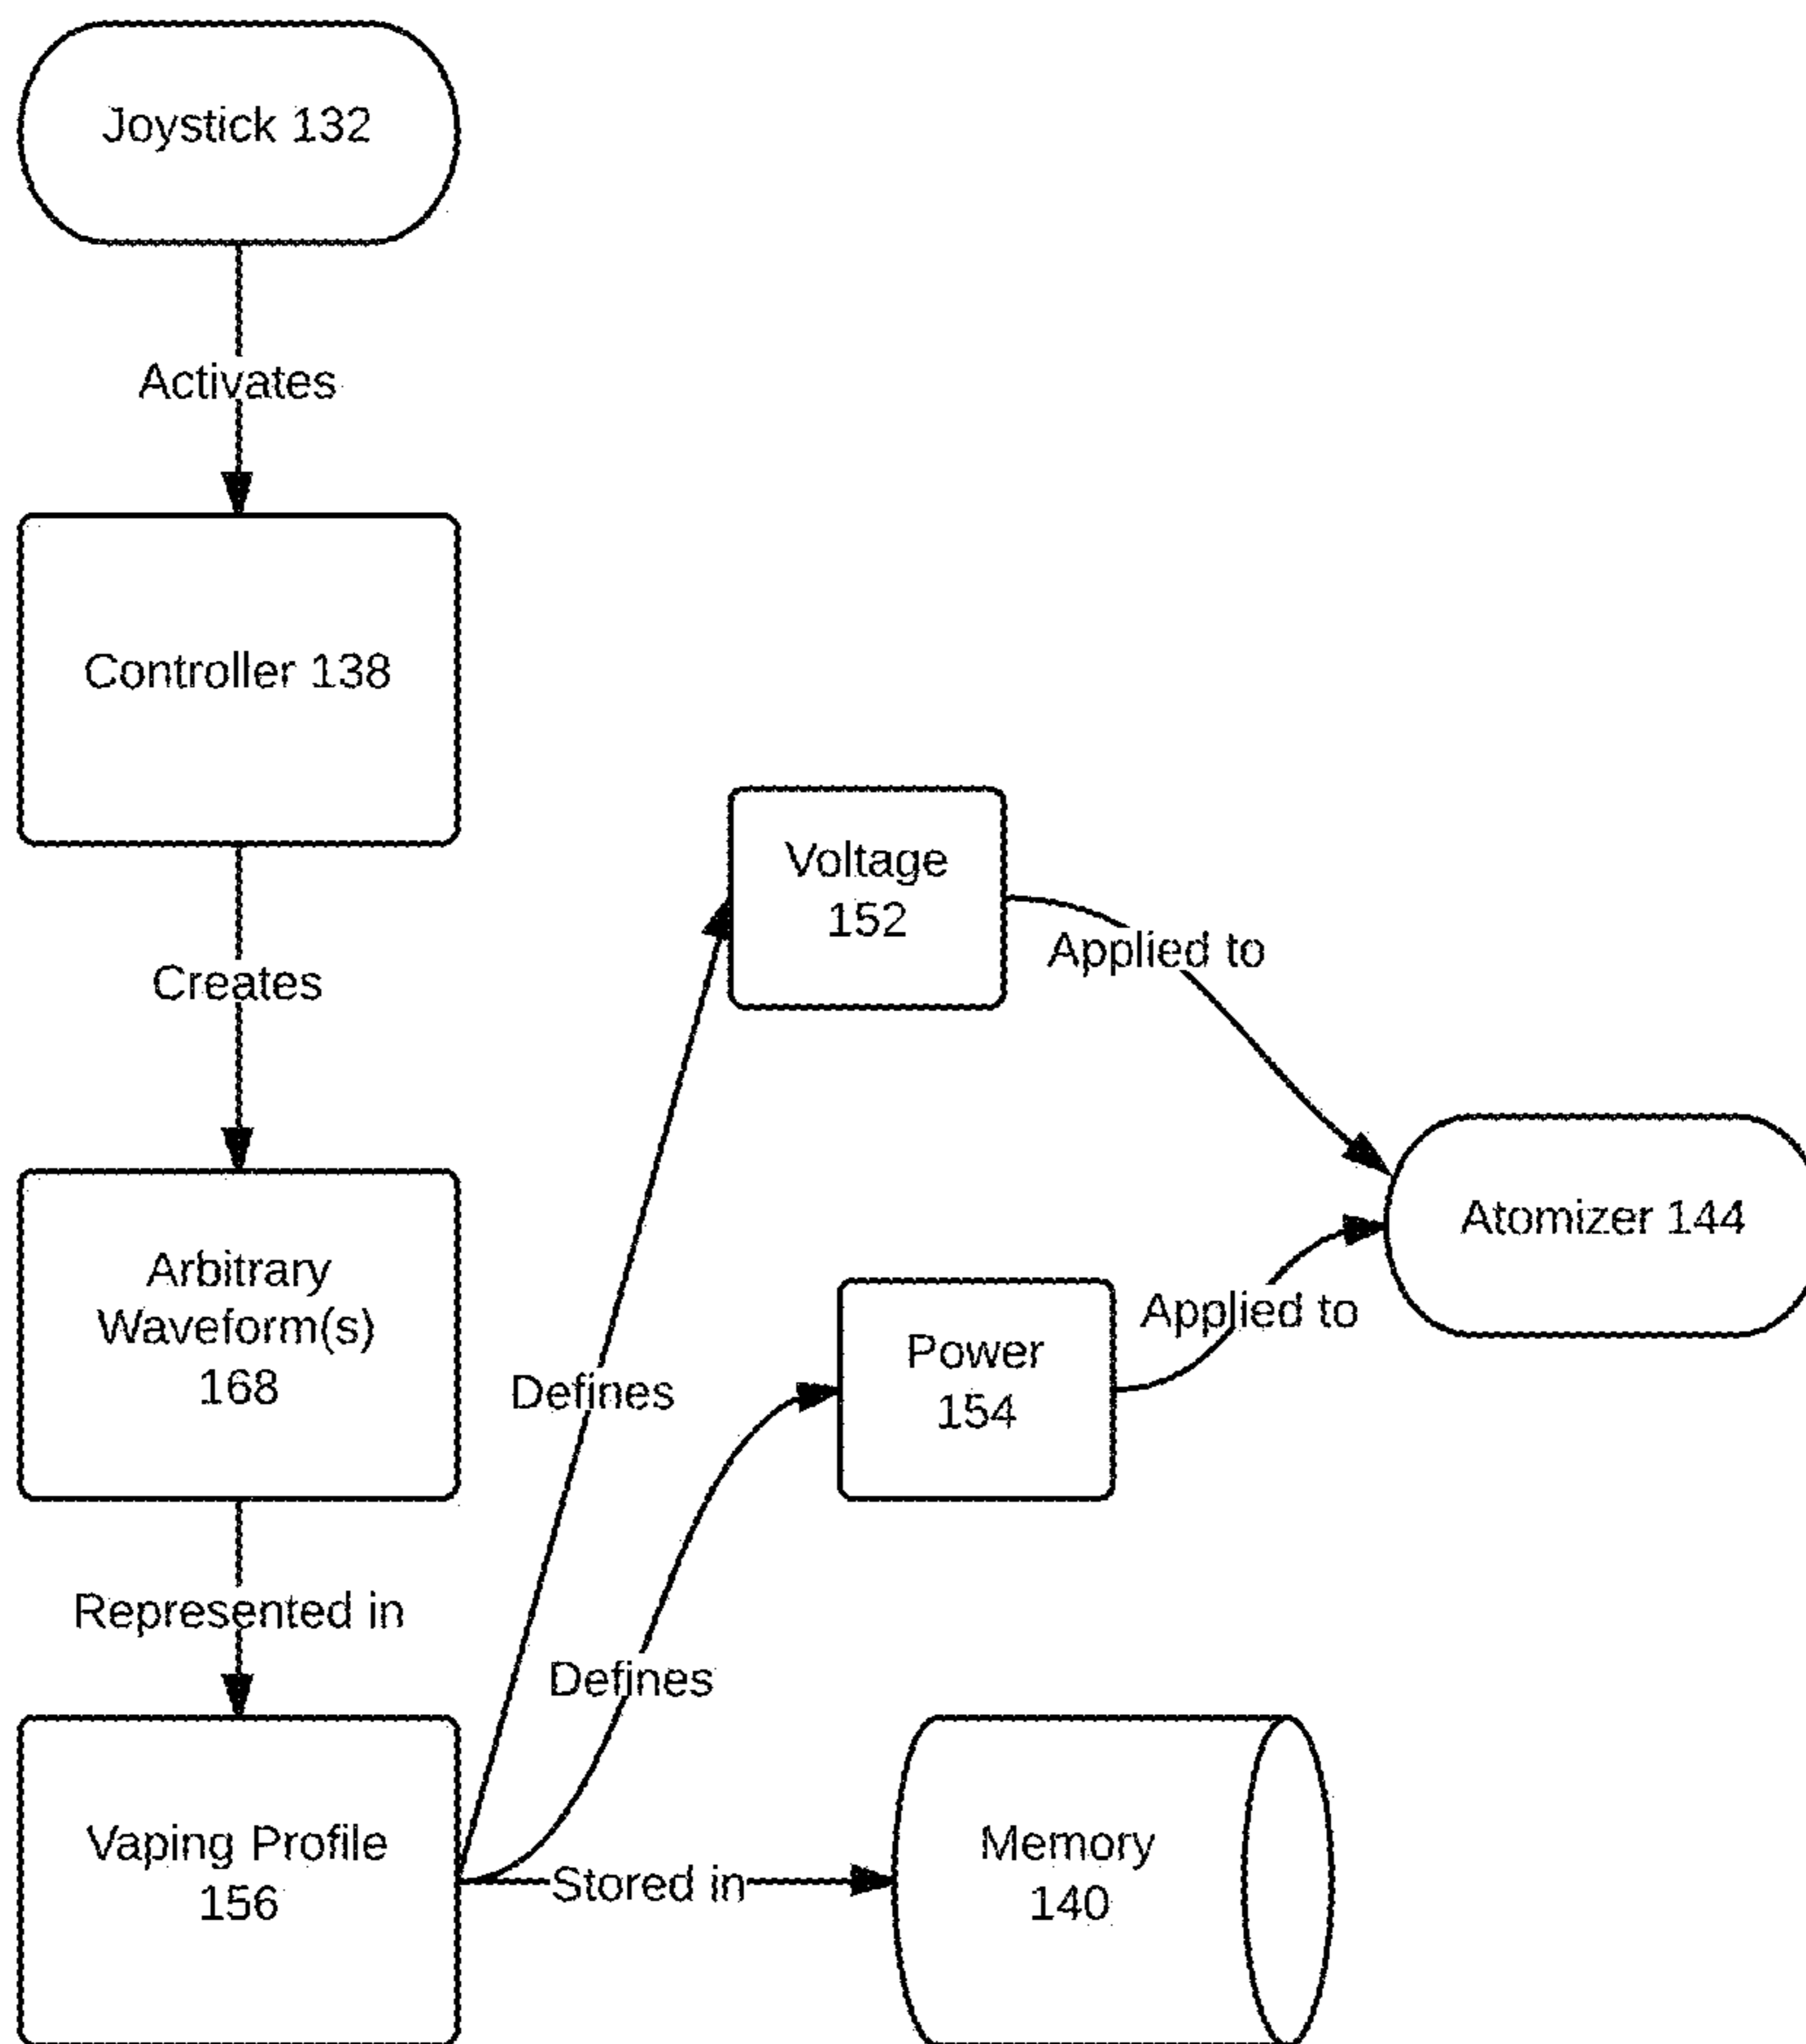 Joystick 132
Activates
Controller 138
Creates
Voltage
152
Applied to
Atomizer 144
Arbitrary
Waveform(s)
168
Defines
Power
154
Applied to
Represented in
Defines
Vaping Profile
156
Stored in
Memory
140